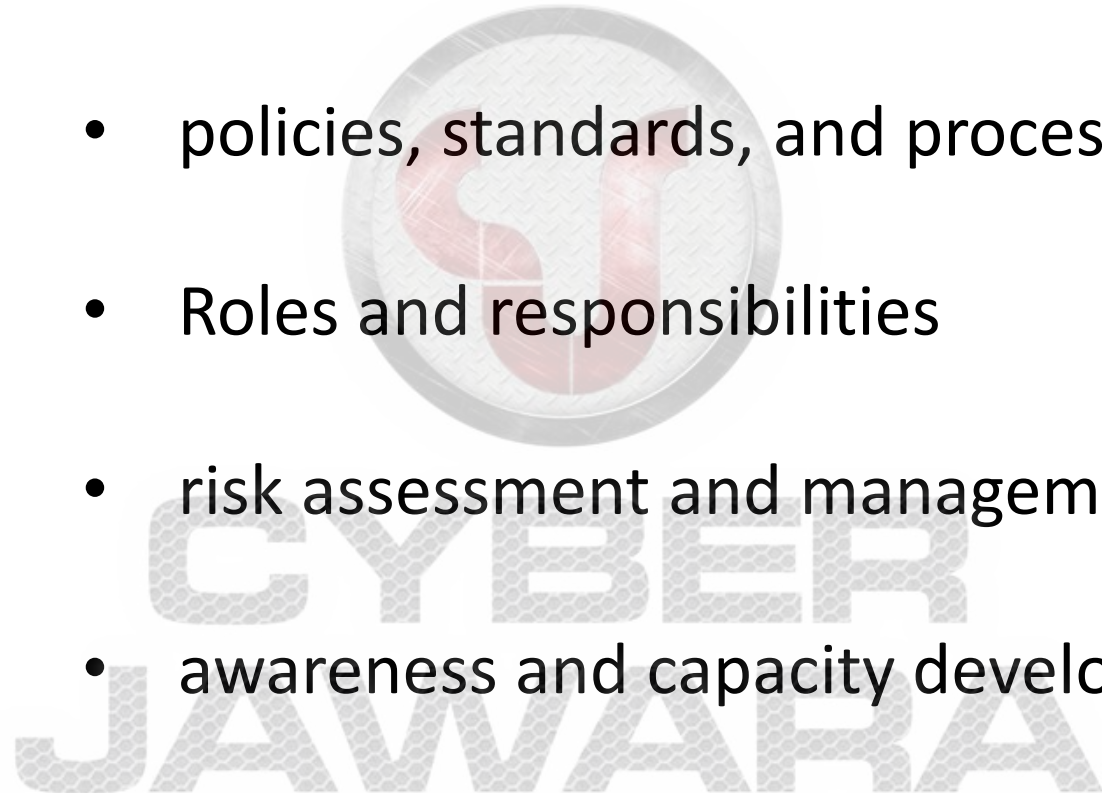 • policies, standards, and proces
• Roles and responsibilities
• risk assessment and managem
• awareness and capacity develo
CYBER
JAWARA